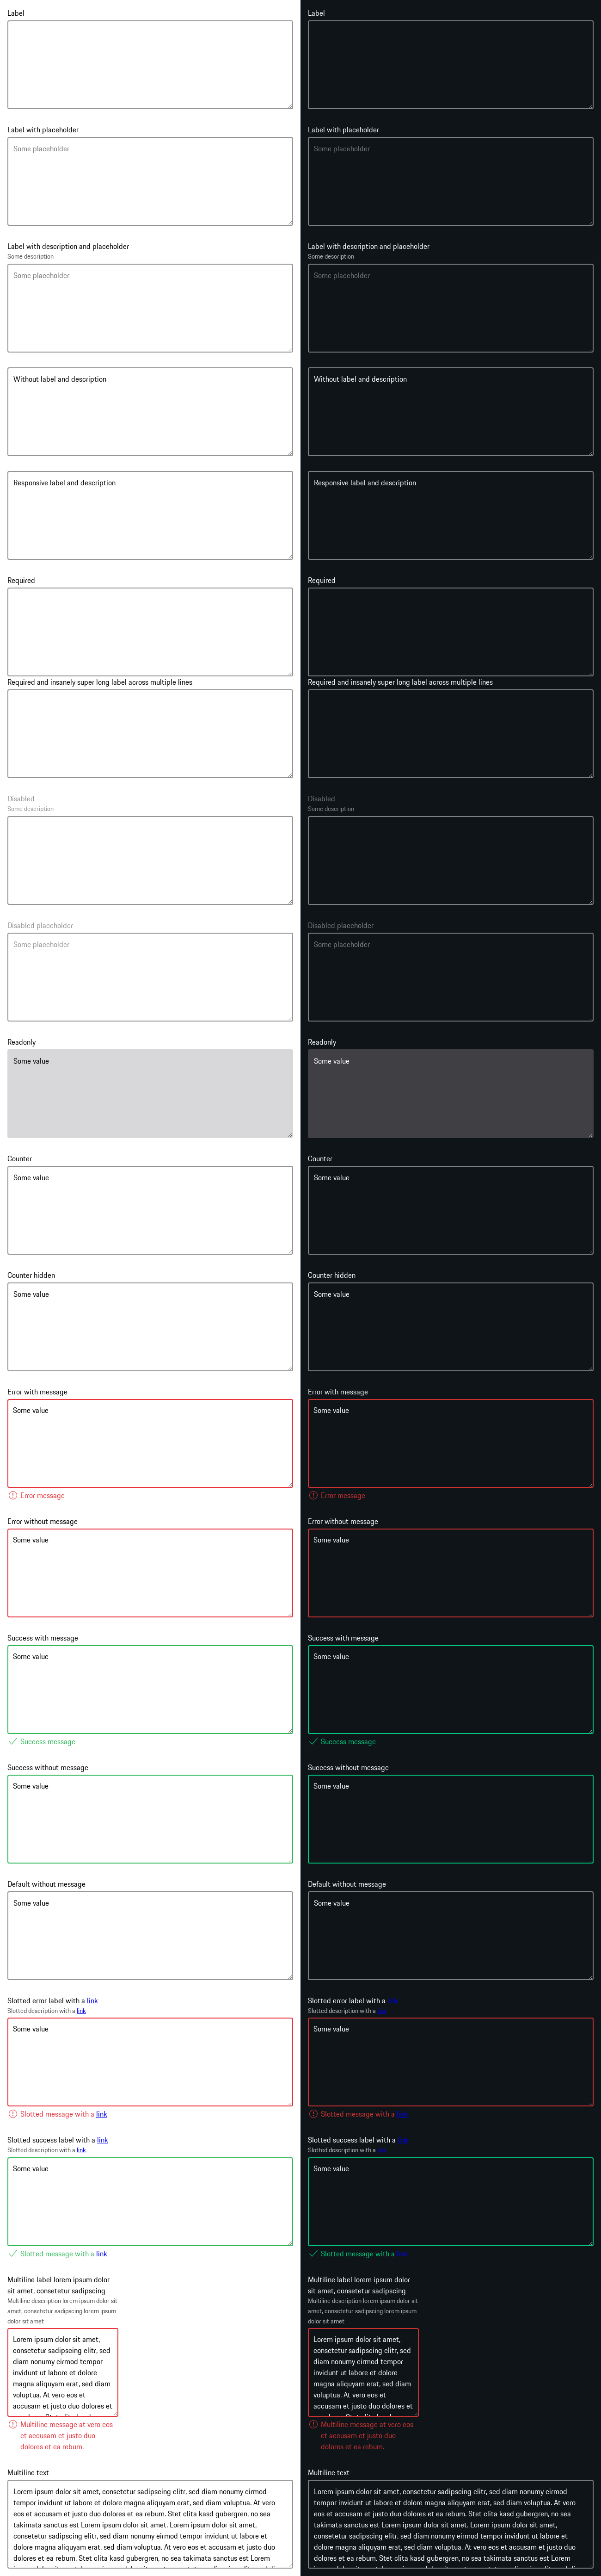 Label
Label with placeholder
Some placeholder
Label with description and placeholder
Some description
Some placeholder
Without label and description
Responsive label and description
Required
Required and insanely super long label across multiple lines
Disabled
Some description
Disabled placeholder
Some placeholder
Readonly
Some value
Counter
Some value
Counter hidden
Some value
Error with message
Some value
Error message
Error without message
Some value
Success with message
Some value
Success message
Success without message
Some value
Default without message
Some value
Slotted error label with a link
Slotted description with a link
Some value
Slotted message with a link
Slotted success label with a link
Slotted description with a link
Some value
Slotted message with a link
Multiline label lorem ipsum dolor
sit amet, consetetur sadipscing
Multiline description lorem ipsum dolor sit
amet, consetetur sadipscing lorem ipsum
dolor sit amet
Lorem ipsum dolor sit amet,
consetetur sadipscing elitr, sed
diam nonumy eirmod tempor
invidunt ut labore et dolore
magna aliquyam erat, sed diam
voluptua. At vero eos et
accusam et justo duo dolores et
Multiline message at vero eos
et accusam et justo duo
dolores et ea rebum.
Multiline text
Lorem ipsum dolor sit amet, consetetur sadipscing elitr, sed diam nonumy eirmod
tempor invidunt ut labore et dolore magna aliquyam erat, sed diam voluptua. At vero
eos et accusam et justo duo dolores et ea rebum. Stet clita kasd gubergren, no sea
takimata sanctus est Lorem ipsum dolor sit amet. Lorem ipsum dolor sit amet,
consetetur sadipscing elitr, sed diam nonumy eirmod tempor invidunt ut labore et
dolore magna aliquyam erat, sed diam voluptua. At vero eos et accusam et justo duo
dolores et ea rebum. Stet clita kasd gubergren, no sea takimata sanctus est Lorem
Label
Label with placeholder
Some placeholder
Label with description and placeholder
Some description
Some placeholder
Without label and description
Responsive label and description
Required
Required and insanely super long label across multiple lines
Disabled
Some description
Disabled placeholder
Some placeholder
Readonly
Some value
Counter
Some value
Counter hidden
Some value
Error with message
Some value
Error message
Error without message
Some value
Success with message
Some value
Success message
Success without message
Some value
Default without message
Some value
Slotted error label with a link
Slotted description with a link
Some value
Slotted message with a link
Slotted success label with a link
Slotted description with a link
Some value
Slotted message with a link
Multiline label lorem ipsum dolor
sit amet, consetetur sadipscing
Multiline description lorem ipsum dolor sit
amet, consetetur sadipscing lorem ipsum
dolor sit amet
Lorem ipsum dolor sit amet,
consetetur sadipscing elitr, sed
diam nonumy eirmod tempor
invidunt ut labore et dolore
magna aliquyam erat, sed diam
voluptua. At vero eos et
accusam et justo duo dolores et
Multiline message at vero eos
et accusam et justo duo
dolores et ea rebum.
Multiline text
Lorem ipsum dolor sit amet, consetetur sadipscing elitr, sed diam nonumy eirmod
tempor invidunt ut labore et dolore magna aliquyam erat, sed diam voluptua. At vero
eos et accusam et justo duo dolores et ea rebum. Stet clita kasd gubergren, no sea
takimata sanctus est Lorem ipsum dolor sit amet. Lorem ipsum dolor sit amet,
consetetur sadipscing elitr, sed diam nonumy eirmod tempor invidunt ut labore et
dolore magna aliquyam erat, sed diam voluptua. At vero eos et accusam et justo duo
dolores et ea rebum. Stet clita kasd gubergren, no sea takimata sanctus est Lorem